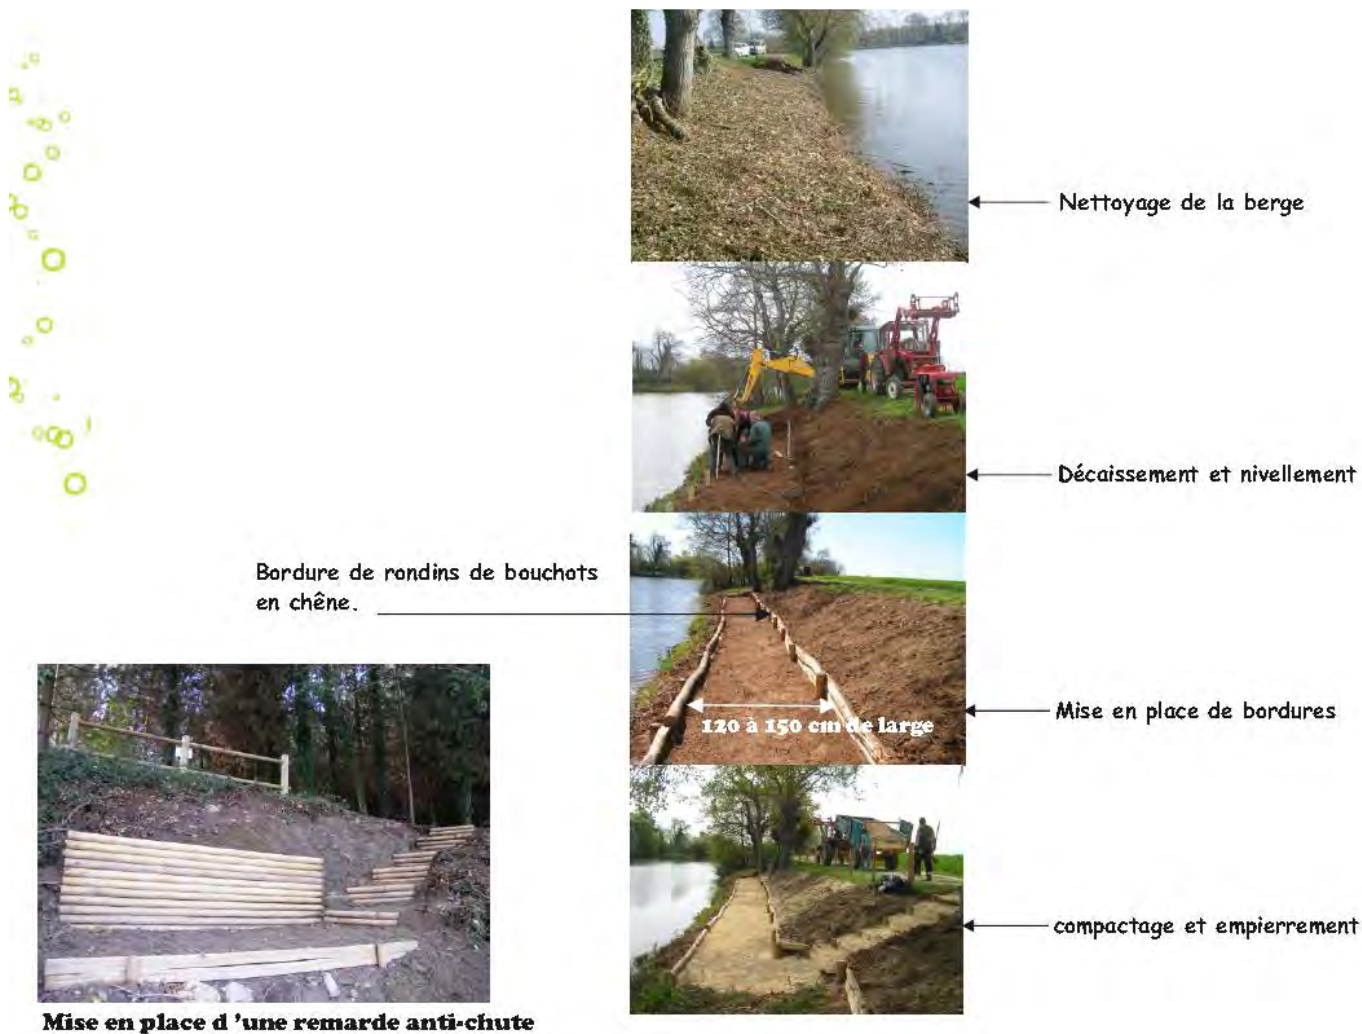 Nettoyage de la berge
Décaissement et nivellement
Bordure de rondins de bouchots
en chêne.
120 à 150 cm de large
Mise en place de bordures
compactage et empierrement
Mise en place d 'une remarde anti-chute